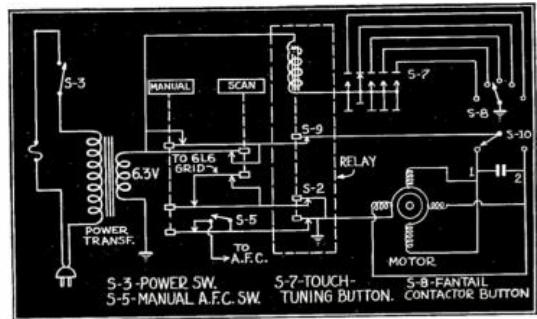 S-3
MANUAL
SCAN
S-7
S-8
S-9
S-10
6.3V
TO 6L6
GRID
RELAY
1
2
S-2
S-5
POWER
TRANSF.
TO
A.F.C.
MOTOR
S-3-POWER SW.
S-5-MANUAL A.F.C. SW.
S-7-TOUCH-
TUNING BUTTON.
S-8-FANTAIL
CONTACTOR BUTTON